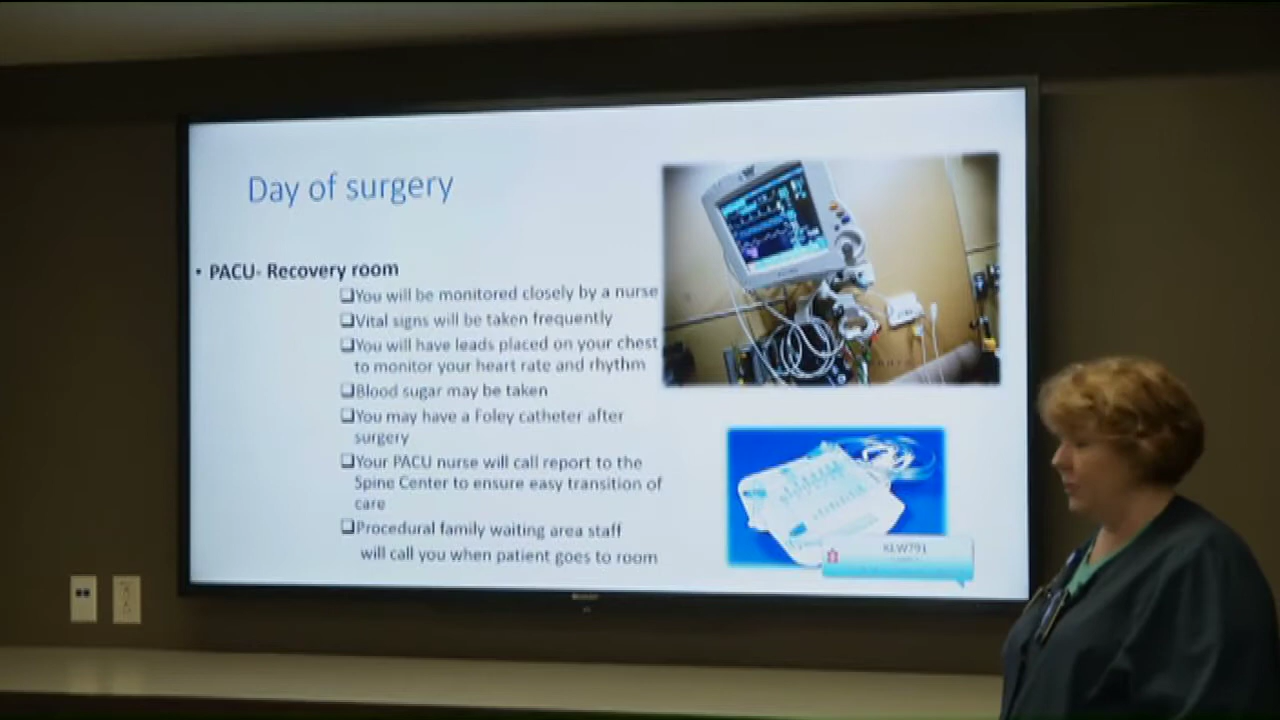 Day of surgery
• PACU- Recovery room
❑You will be monitored closely by a nurse
❑Vital signs will be taken frequently
❑You will have leads placed on your chest
to monitor your heart rate and rhythm
❑Blood sugar may be taken
❑You may have a Foley catheter after
surgery
❑Your PACU nurse will call report to the
Spine Center to ensure easy transition of
care
❑Procedural family waiting area staff
will call you when patient goes to room
KLW791